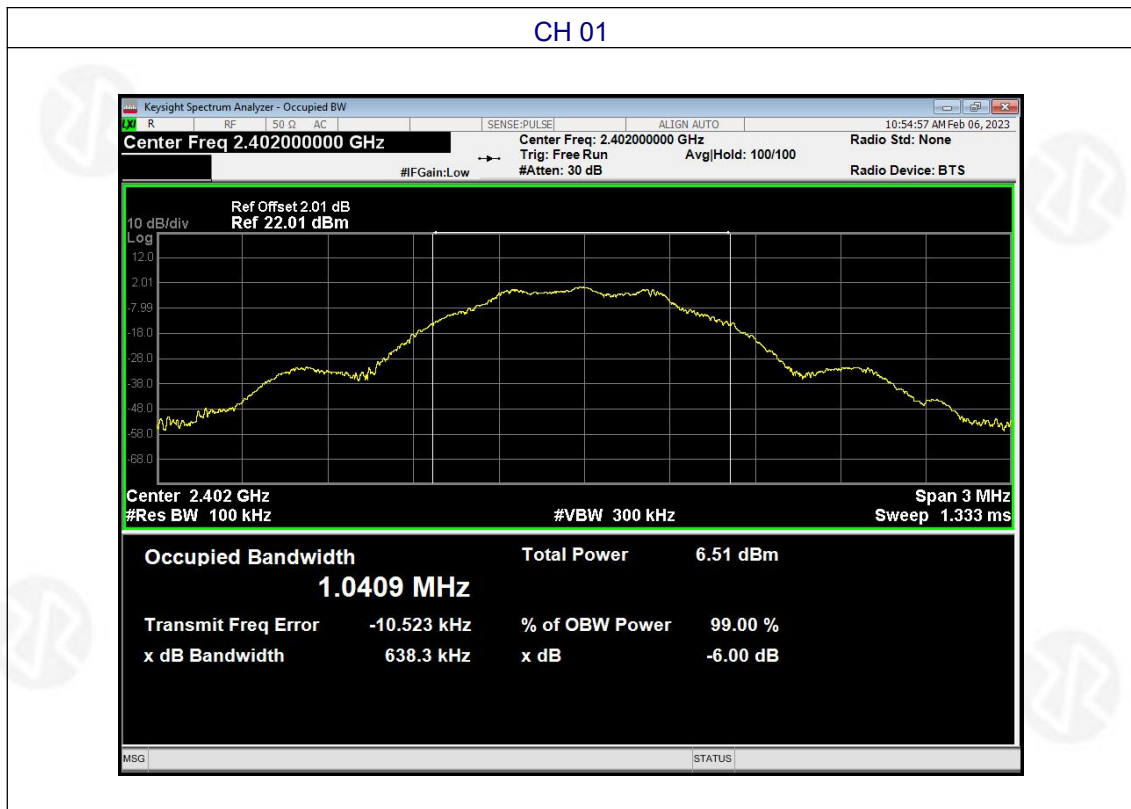 CH 01
Keysight Spectrum Analyzer - Occupied BW
LXI R RF 50 Ω AC SENSE:PULSE ALIGN AUTO 10:54:57 AM Feb 06, 2023
Center Freq 2.402000000 GHz Center Freq: 2.402000000 GHz Radio Std: None
Trig: Free Run Avg|Hold: 100/100
#IFGain:Low #Atten: 30 dB Radio Device: BTS
Ref Offset 2.01 dB
10 dB/div Ref 22.01 dBm
Log
12.0
2.01
-7.99
-18.0
-28.0
-38.0
-48.0
-58.0
-68.0
Center 2.402 GHz Span 3 MHz
#Res BW 100 kHz #VBW 300 kHz Sweep 1.333 ms
Occupied Bandwidth Total Power 6.51 dBm
1.0409 MHz
Transmit Freq Error -10.523 kHz % of OBW Power 99.00 %
x dB Bandwidth 638.3 kHz x dB -6.00 dB
MSG STATUS